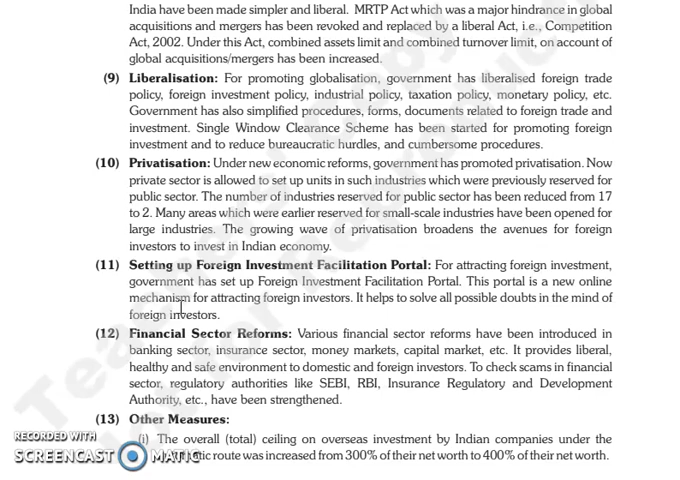 India have been made simpler and liberal. MRTP Act which was a major hindrance in global
acquisitions and mergers has been revoked and replaced by a liberal Act, i.e., Competition
Act, 2002. Under this Act, combined assets limit and combined turnover limit, on account of
global acquisitions/mergers has been increased.
(9) Liberalisation: For promoting globalisation, government has liberalised foreign trade
policy, foreign investment policy, industrial policy, taxation policy, monetary policy, etc.
Government has also simplified procedures, forms, documents related to foreign trade and
investment. Single Window Clearance Scheme has been started for promoting foreign
investment and to reduce bureaucratic hurdles, and cumbersome procedures.
(10) Privatisation: Under new economic reforms, government has promoted privatisation. Now
private sector is allowed to set up units in such industries which were previously reserved for
public sector. The number of industries reserved for public sector has been reduced from 17
to 2. Many areas which were earlier reserved for small-scale industries have been opened for
large industries. The growing wave of privatisation broadens the avenues for foreign
investors to invest in Indian economy.
(11) Setting up Foreign Investment Facilitation Portal: For attracting foreign investment,
government has set up Foreign Investment Facilitation Portal. This portal is a new online
mechanism for attracting foreign investors. It helps to solve all possible doubts in the mind of
foreign investors.
(12) Financial Sector Reforms: Various financial sector reforms have been introduced in
banking sector, insurance sector, money markets, capital market, etc. It provides liberal,
healthy and safe environment to domestic and foreign investors. To check scams in financial
sector, regulatory authorities like SEBI, RBI, Insurance Regulatory and Development
Authority, etc., have been strengthened.
(13) Other Measures:
(i) The overall (total) ceiling on overseas investment by Indian companies under the
route was increased from 300% of their net worth to 400% of their net worth.
RECORDED WITH
SCREENCAST MATIC